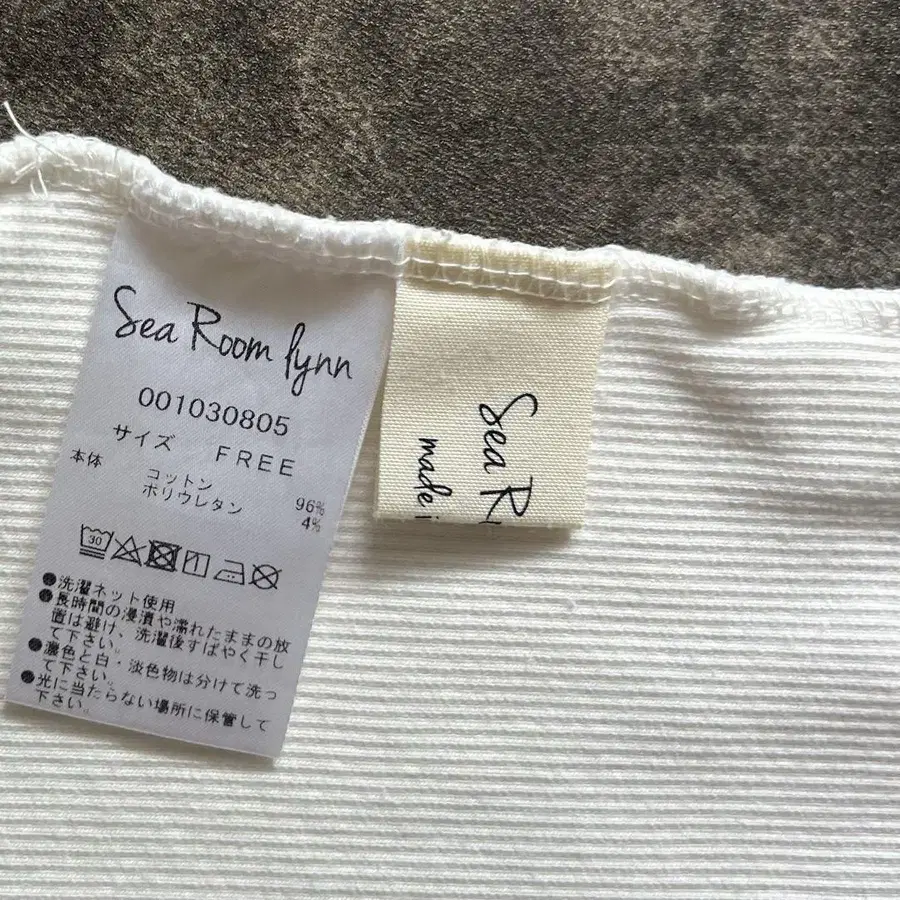 Sea Room lynn
001030805
サイズ FREE
本体 コットン 96%
ポリウレタン 4%
30
1
●洗濯ネット使用
●長時間の浸漬や濡れたままの放
置は避け、洗濯後すばやく干し
て下さい。
●濃色と白・淡色物は分けて洗っ
て下さい。
●光に当たらない場所に保管して
下さい。
Sea R
made i